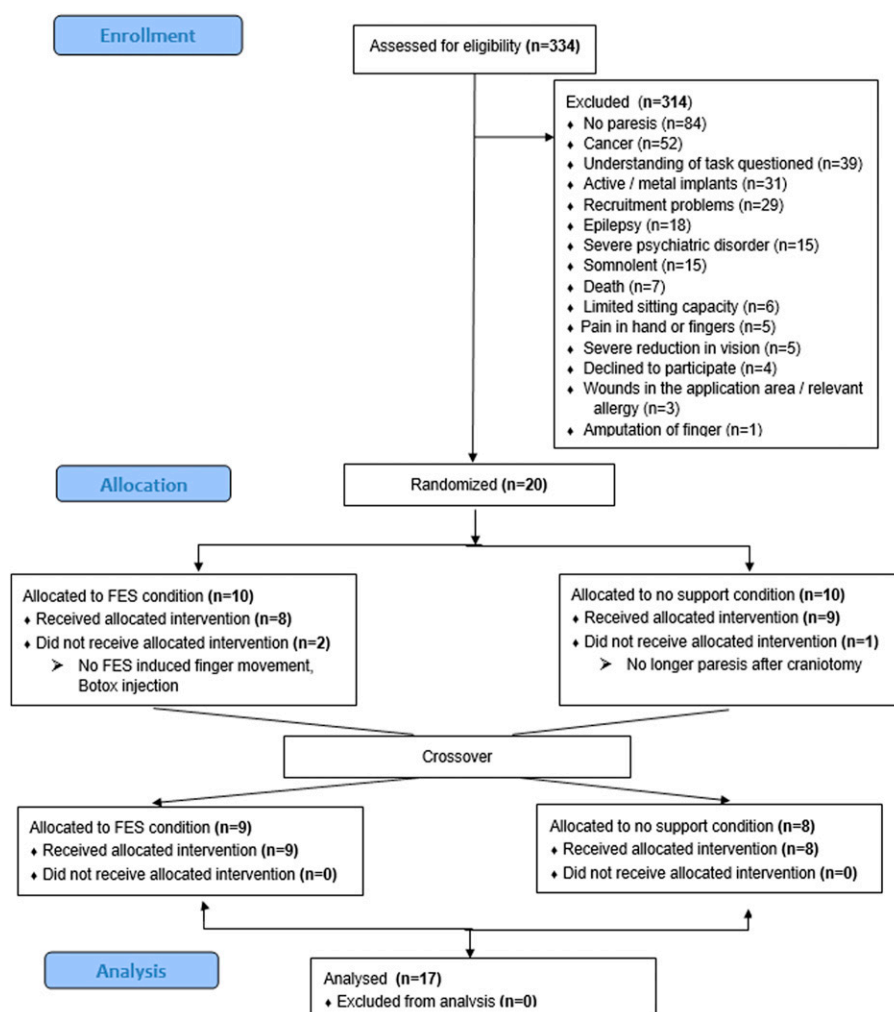 Enrollment
Assessed for eligibility (n=334)
Excluded (n=314)
♦ No paresis (n=84)
♦ Cancer (n=52)
♦ Understanding of task questioned (n=39)
♦ Active / metal implants (n=31)
♦ Recruitment problems (n=29)
♦ Epilepsy (n=18)
♦ Severe psychiatric disorder (n=15)
♦ Somnolent (n=15)
♦ Death (n=7)
♦ Limited sitting capacity (n=6)
♦ Pain in hand or fingers (n=5)
♦ Severe reduction in vision (n=5)
♦ Declined to participate (n=4)
♦ Wounds in the application area / relevant
allergy (n=3)
♦ Amputation of finger (n=1)
Allocation
Randomized (n=20)
Allocated to FES condition (n=10)
♦ Received allocated intervention (n=8)
♦ Did not receive allocated intervention (n=2)
➢ No FES induced finger movement,
Botox injection
Allocated to no support condition (n=10)
♦ Received allocated intervention (n=9)
♦ Did not receive allocated intervention (n=1)
➢ No longer paresis after craniotomy
Crossover
Allocated to FES condition (n=9)
♦ Received allocated intervention (n=9)
♦ Did not receive allocated intervention (n=0)
Allocated to no support condition (n=8)
♦ Received allocated intervention (n=8)
♦ Did not receive allocated intervention (n=0)
Analysis
Analysed (n=17)
♦ Excluded from analysis (n=0)